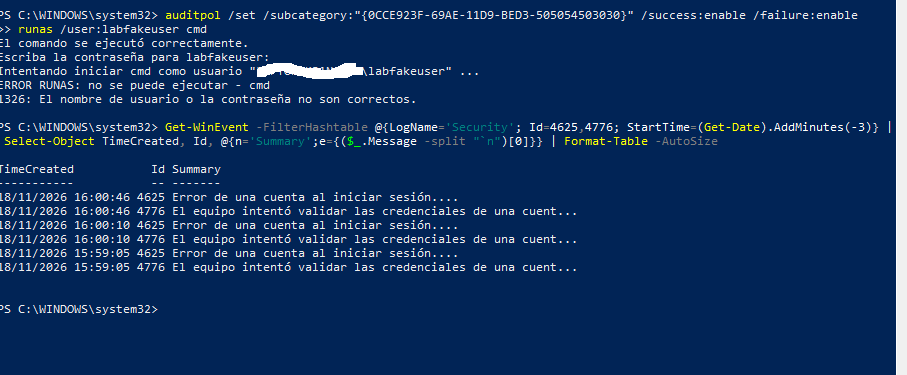 PS C:\WINDOWS\system32> auditpol /set /subcategory:"{0CCE923F-69AE-11D9-BED3-505054503030}" /success:enable /failure:enable
>> runas /user:labfakeuser cmd
El comando se ejecutó correctamente.
Escriba la contraseña para labfakeuser:
Intentando iniciar cmd como usuario "\labfakeuser" ...
ERROR RUNAS: no se puede ejecutar - cmd
1326: El nombre de usuario o la contraseña no son correctos.
PS C:\WINDOWS\system32> Get-WinEvent -FilterHashtable @{LogName='Security'; Id=4625,4776; StartTime=(Get-Date).AddMinutes(-3)} |
Select-Object TimeCreated, Id, @{n='Summary';e={($_.Message -split "`n")[0]}} | Format-Table -AutoSize
TimeCreated Id Summary
----------- -- -------
18/11/2026 16:00:46 4625 Error de una cuenta al iniciar sesión....
18/11/2026 16:00:46 4776 El equipo intentó validar las credenciales de una cuent...
18/11/2026 16:00:10 4625 Error de una cuenta al iniciar sesión....
18/11/2026 16:00:10 4776 El equipo intentó validar las credenciales de una cuent...
18/11/2026 15:59:05 4625 Error de una cuenta al iniciar sesión....
18/11/2026 15:59:05 4776 El equipo intentó validar las credenciales de una cuent...
PS C:\WINDOWS\system32>